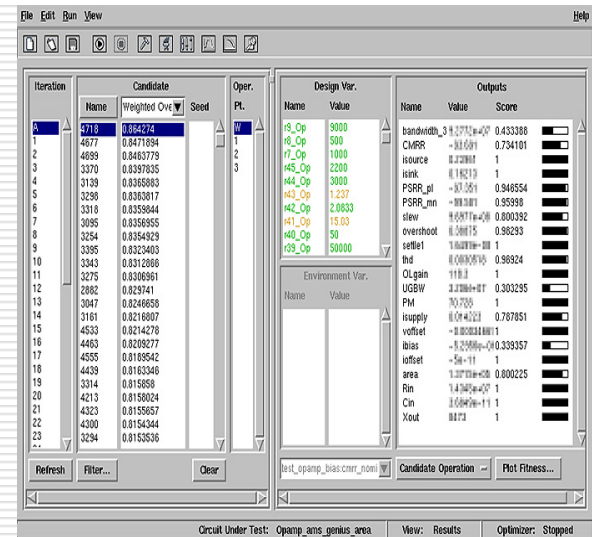 File Edit Run View Help
Iteration Candidate Oper. Design Var. Outputs
Name Weighted Ove Seed Pt. Name Value Name Value Score
A 4718 0.864274 W r9_Op 9000 bandwidth_3 0.433388
1 4677 0.8471894 1 r8_Op 500 CMRR 0.734101
2 4699 0.8463779 2 r7_Op 1000 isource 1
3 3370 0.8397835 3 r45_Op 2200 isink 1
4 3139 0.8365883 r44_Op 3000 PSRR_pl 0.946554
5 3298 0.8363817 r43_Op 1.237 PSRR_mn 0.95998
6 3318 0.8359844 r42_Op 2.0833 slew 0.800392
7 3095 0.8356955 r41_Op 15.03 overshoot 0.98293
8 3254 0.8354929 r40_Op 50 settle1 1
9 3395 0.8323403 r39_Op 50000 thd 0.96924
10 3343 0.8312866 OLgain 1
11 3275 0.8306961 Environment Var. UGBW 0.303295
12 2882 0.829741 Name Value PM 1
13 3047 0.8246658 isupply 0.787851
14 3161 0.8216807 voffset 1
15 4533 0.8214278 ibias 0.339357
16 4463 0.8209277 ioffset 1
17 4555 0.8189542 area 0.800225
18 4439 0.8163346 Rin 1
19 3314 0.815858 Cin 1
20 4213 0.8158024 Xout 1
21 4323 0.8155657
22 4300 0.8154344
23 3294 0.8153536
Refresh Filter... Clear test_opamp_bias:cmrr_nomi Candidate Operation Plot Fitness...
Circuit Under Test: Opamp_ams_genius_area View: Results Optimizer: Stopped